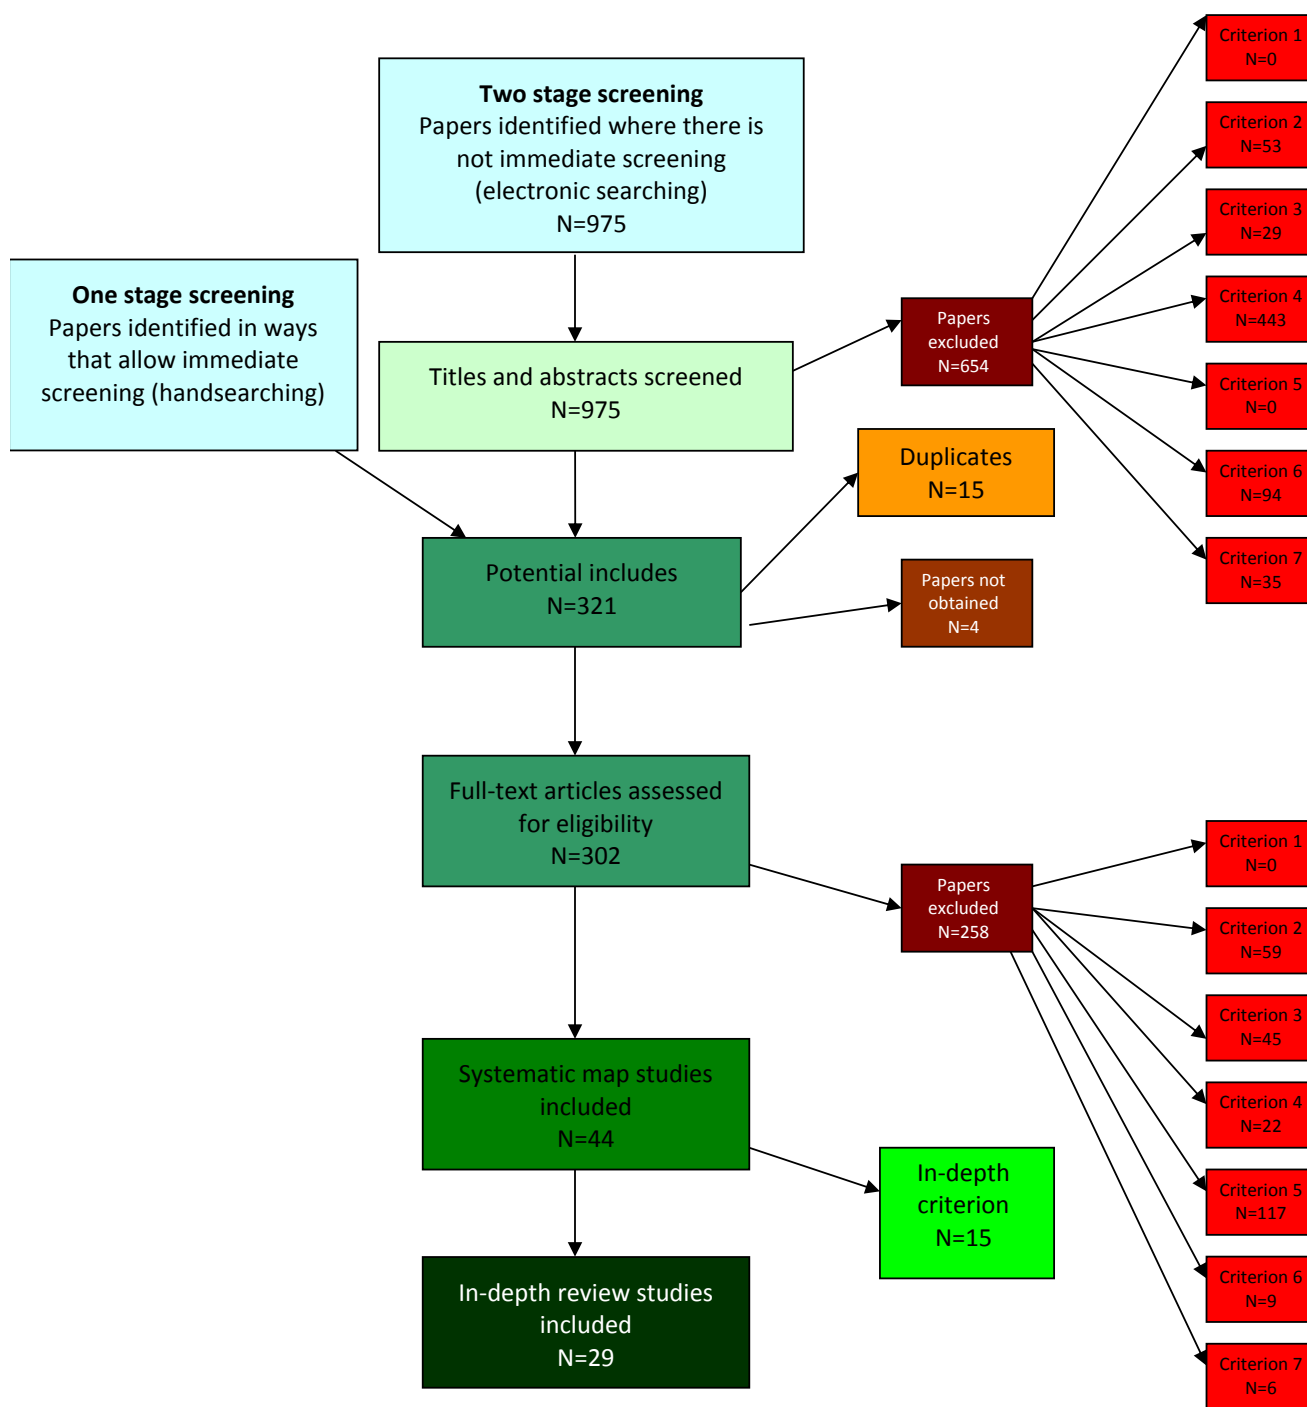 Two stage screening
Papers identified where there is
not immediate screening
(electronic searching)
N=975
One stage screening
Papers identified in ways
that allow immediate
screening (handsearching)
Titles and abstracts screened
N=975
Papers
excluded
N=654
Criterion 1
N=0
Criterion 2
N=53
Criterion 3
N=29
Criterion 4
N=443
Criterion 5
N=0
Criterion 6
N=94
Criterion 7
N=35
Duplicates
N=15
Potential includes
N=321
Papers not
obtained
N=4
Full-text articles assessed
for eligibility
N=302
Papers
excluded
N=258
Criterion 1
N=0
Criterion 2
N=59
Criterion 3
N=45
Criterion 4
N=22
Criterion 5
N=117
Criterion 6
N=9
Criterion 7
N=6
Systematic map studies
included
N=44
In-depth
criterion
N=15
In-depth review studies
included
N=29